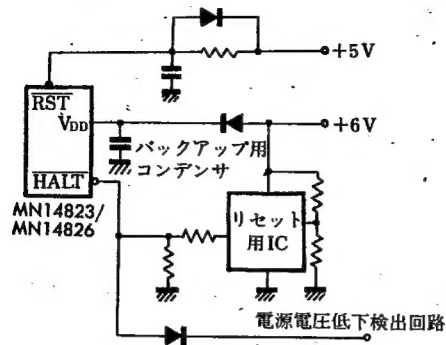 +5V
RST
VDD
+6V
バックアップ用
コンデンサ
HALT
MN14823/
MN14826
リセット
用IC
電源電圧低下検出回路